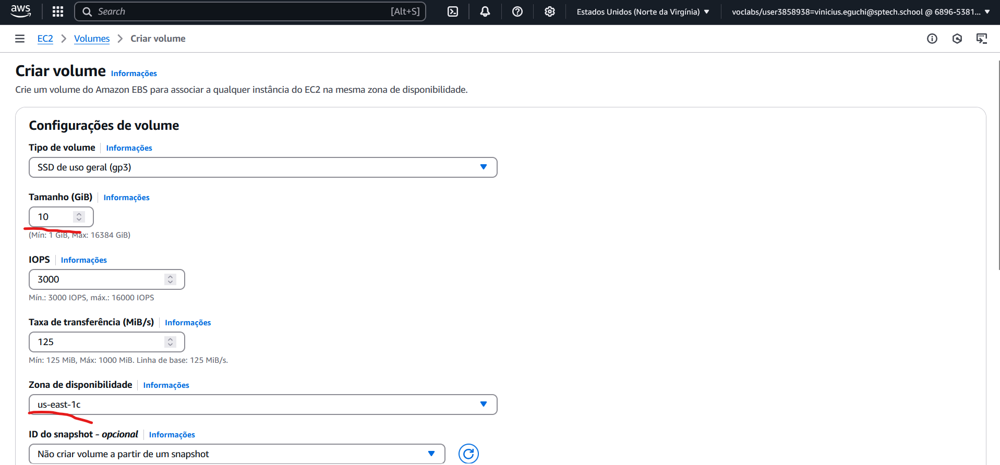 aws Search [Alt+S] Estados Unidos (Norte da Virgínia) voclabs/user3858938=vinicius.eguchi@sptech.school @ 6896-5381...
EC2 Volumes Criar volume
Criar volume Informações
Crie um volume do Amazon EBS para associar a qualquer instância do EC2 na mesma zona de disponibilidade.
Configurações de volume
Tipo de volume Informações
SSD de uso geral (gp3)
Tamanho (GiB) Informações
10
(Mín: 1 GiB, Máx: 16384 GiB)
IOPS Informações
3000
Mín.: 3000 IOPS, máx.: 16000 IOPS
Taxa de transferência (MiB/s) Informações
125
Mín: 125 MiB, Máx: 1000 MiB. Linha de base: 125 MiB/s.
Zona de disponibilidade Informações
us-east-1c
ID do snapshot - opcional Informações
Não criar volume a partir de um snapshot